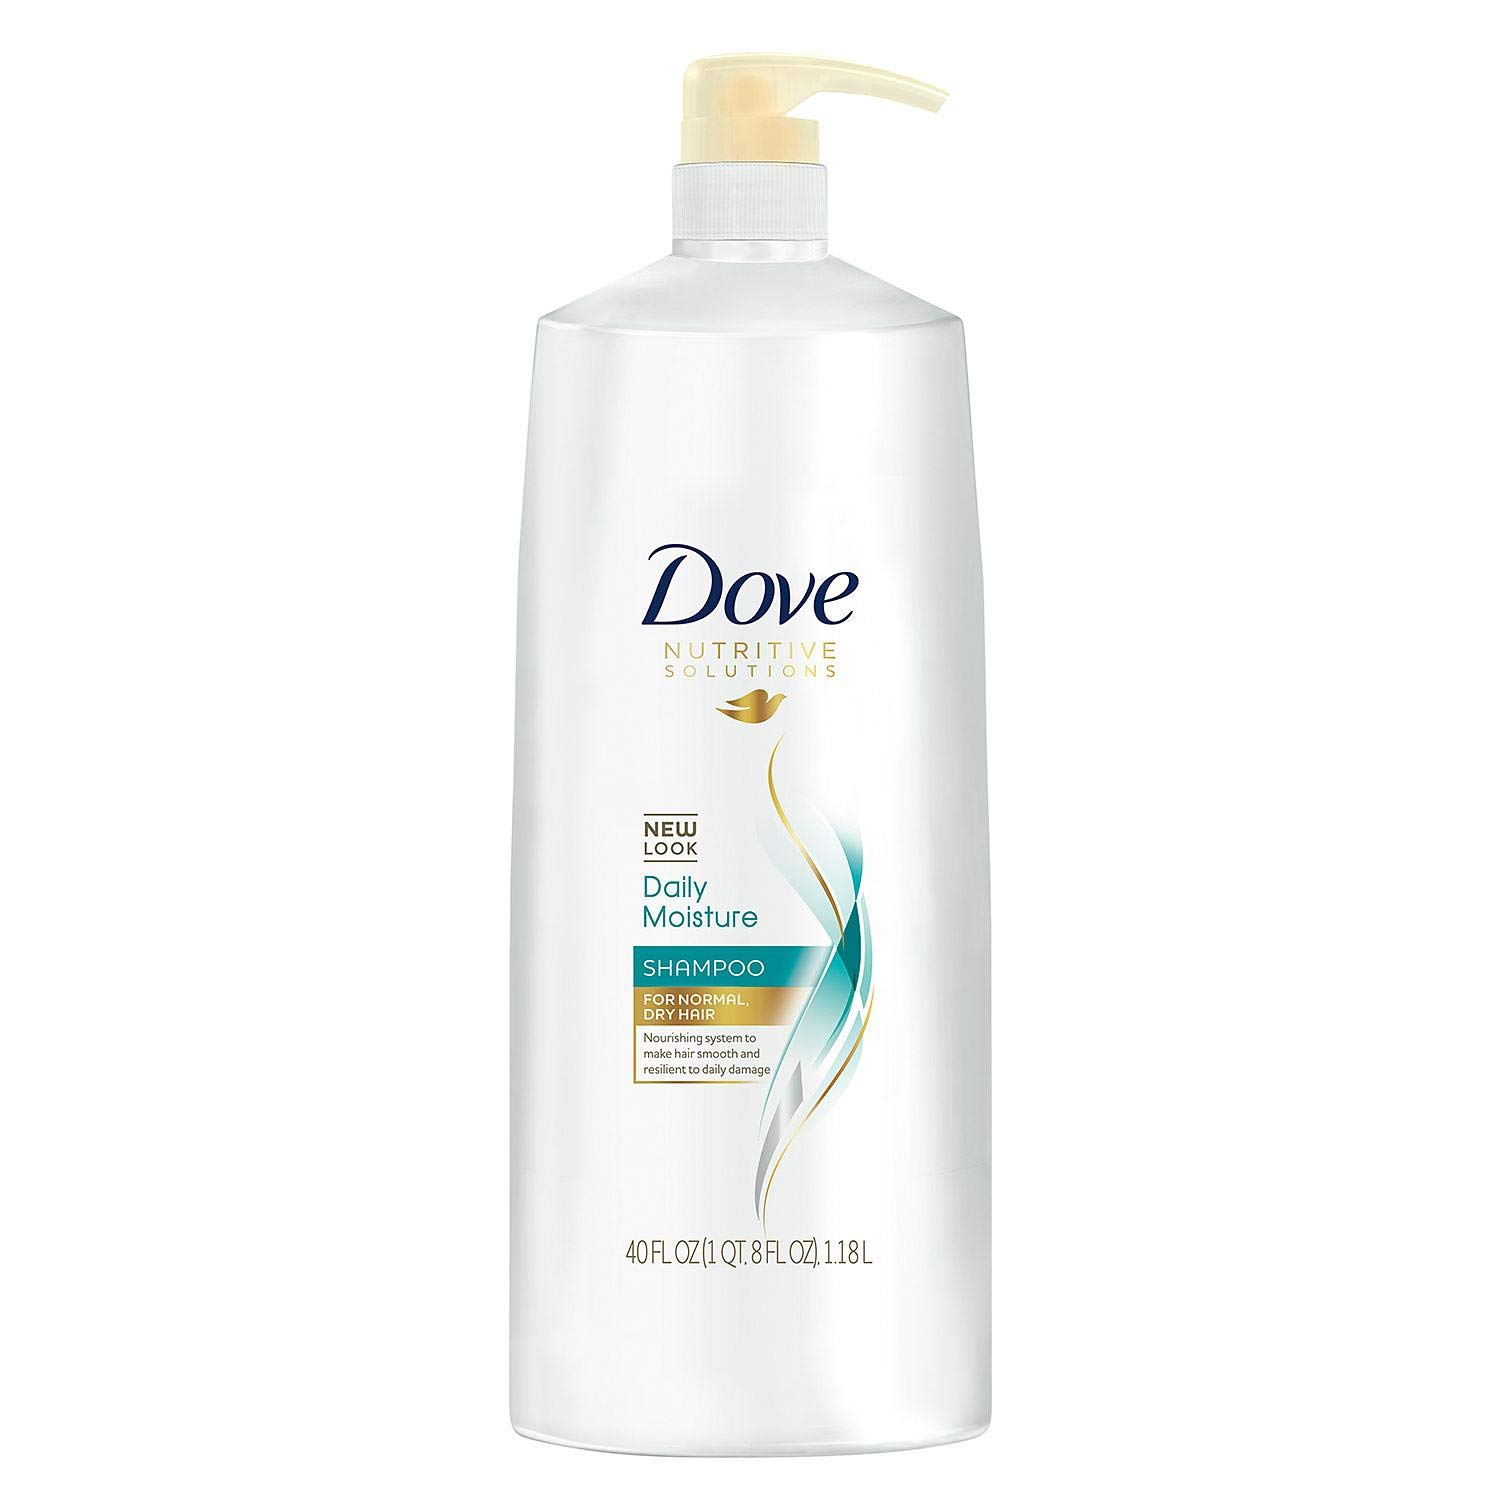 Dove
NUTRITIVE
SOLUTIONS
NEW
LOOK
Daily
Moisture
SHAMPOO
FOR NORMAL,
DRY HAIR
Nourishing system to
make hair smooth and
resilient to daily damage
40 FL OZ (1 QT, 8 FL OZ), 1.18 L